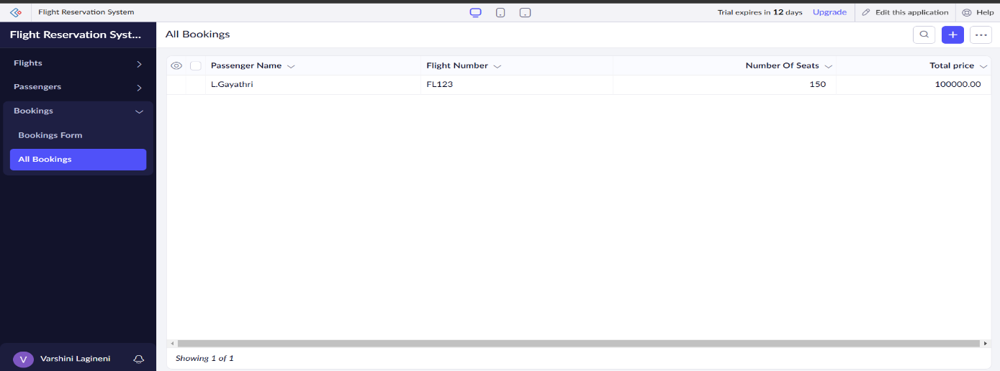 Flight Reservation System
Trial expires in 12 days Upgrade Edit this application Help
Flight Reservation Syst...
All Bookings
Flights
Passengers
Bookings
Bookings Form
All Bookings
Passenger Name Flight Number Number Of Seats Total price
L.Gayathri FL123 150 100000.00
Showing 1 of 1
V Varshini Lagineni